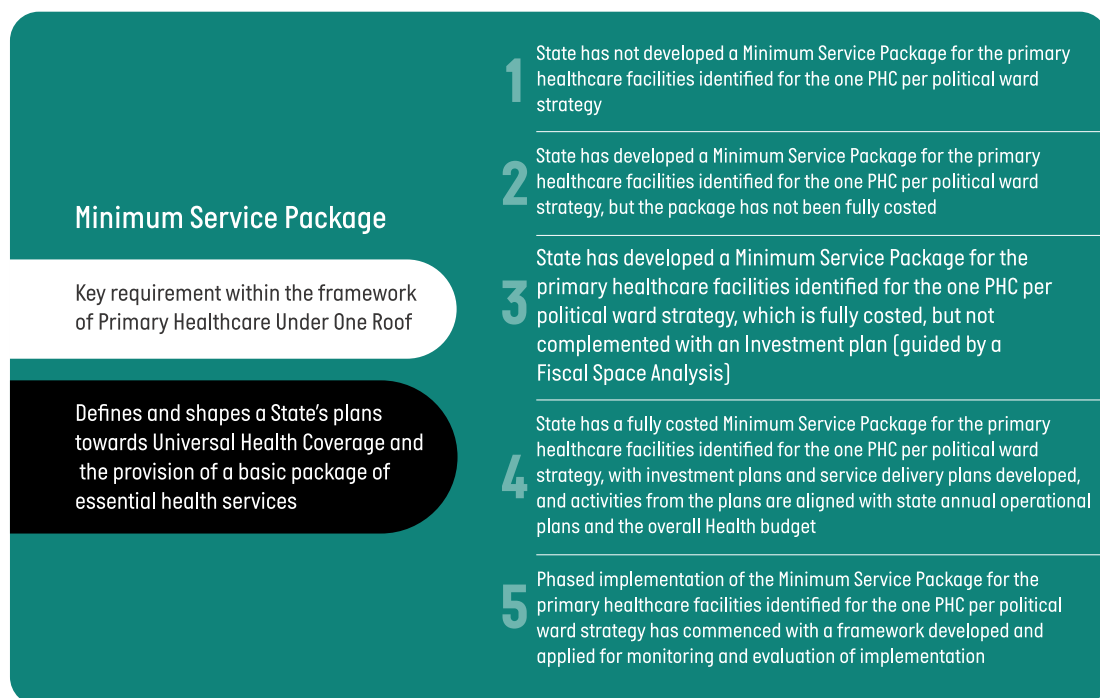 Minimum Service Package
Key requirement within the framework
of Primary Healthcare Under One Roof
Defines and shapes a State's plans
towards Universal Health Coverage and
the provision of a basic package of
essential health services
1
State has not developed a Minimum Service Package for the primary
healthcare facilities identified for the one PHC per political ward
strategy
2
State has developed a Minimum Service Package for the primary
healthcare facilities identified for the one PHC per political ward
strategy, but the package has not been fully costed
3
State has developed a Minimum Service Package for the
primary healthcare facilities identified for the one PHC per
political ward strategy, which is fully costed, but not
complemented with an Investment plan (guided by a
Fiscal Space Analysis)
4
State has a fully costed Minimum Service Package for the primary
healthcare facilities identified for the one PHC per political ward
strategy, with investment plans and service delivery plans developed,
and activities from the plans are aligned with state annual operational
plans and the overall Health budget
5
Phased implementation of the Minimum Service Package for the
primary healthcare facilities identified for the one PHC per political
ward strategy has commenced with a framework developed and
applied for monitoring and evaluation of implementation